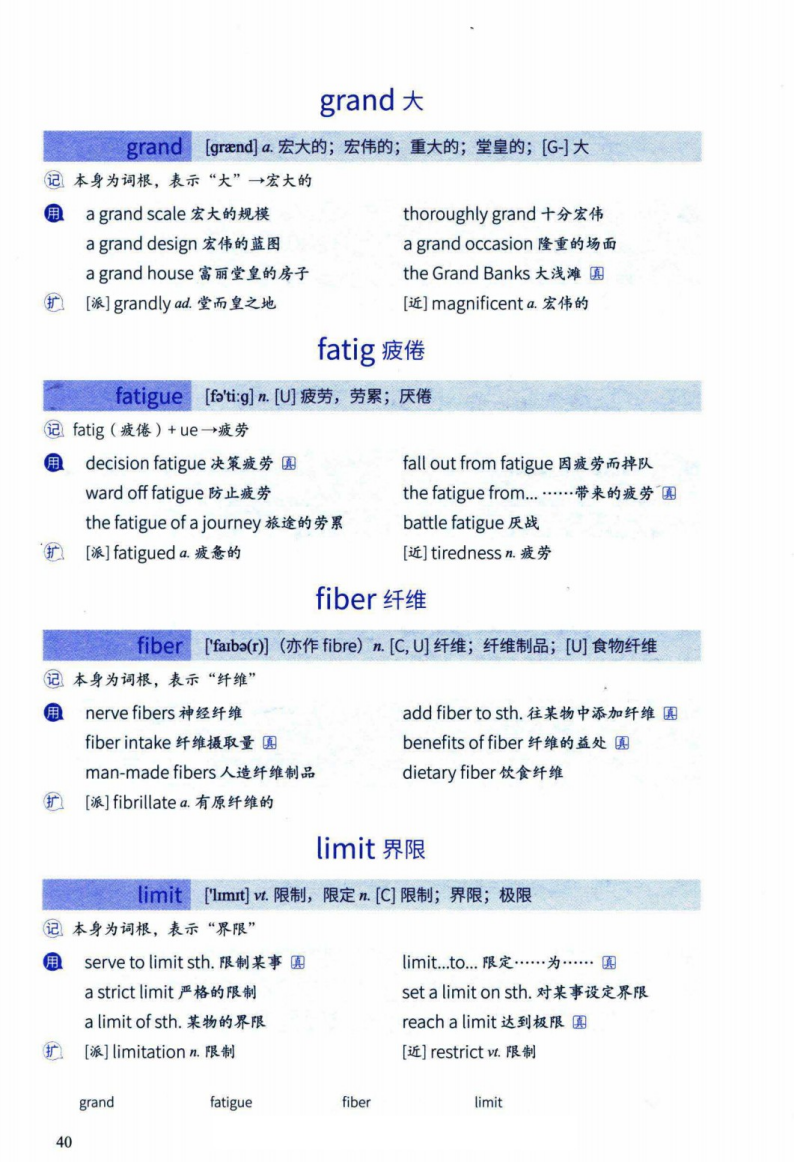 grand 大
grand [grænd] a. 宏大的；宏伟的；重大的；堂皇的；[G-] 大
记 本身为词根，表示“大”→宏大的
用 a grand scale 宏大的规模 thoroughly grand 十分宏伟
a grand design 宏伟的蓝图 a grand occasion 隆重的场面
a grand house 富丽堂皇的房子 the Grand Banks 大浅滩 真
扩 [派] grandly ad. 堂而皇之地 [近] magnificent a. 宏伟的
fatig 疲倦
fatigue [fə'ti:g] n. [U] 疲劳，劳累；厌倦
记 fatig（疲倦）+ ue→疲劳
用 decision fatigue 决策疲劳 真 fall out from fatigue 因疲劳而掉队
ward off fatigue 防止疲劳 the fatigue from... ……带来的疲劳 真
the fatigue of a journey 旅途的劳累 battle fatigue 厌战
扩 [派] fatigued a. 疲惫的 [近] tiredness n. 疲劳
fiber 纤维
fiber ['faɪbə(r)]（亦作 fibre）n. [C, U] 纤维；纤维制品；[U] 食物纤维
记 本身为词根，表示“纤维”
用 nerve fibers 神经纤维 add fiber to sth. 往某物中添加纤维 真
fiber intake 纤维摄取量 真 benefits of fiber 纤维的益处 真
man-made fibers 人造纤维制品 dietary fiber 饮食纤维
扩 [派] fibrillate a. 有原纤维的
limit 界限
limit ['lɪmɪt] vt. 限制，限定 n. [C] 限制；界限；极限
记 本身为词根，表示“界限”
用 serve to limit sth. 限制某事 真 limit...to... 限定……为…… 真
a strict limit 严格的限制 set a limit on sth. 对某事设定界限
a limit of sth. 某物的界限 reach a limit 达到极限 真
扩 [派] limitation n. 限制 [近] restrict vt. 限制
grand fatigue fiber limit
40